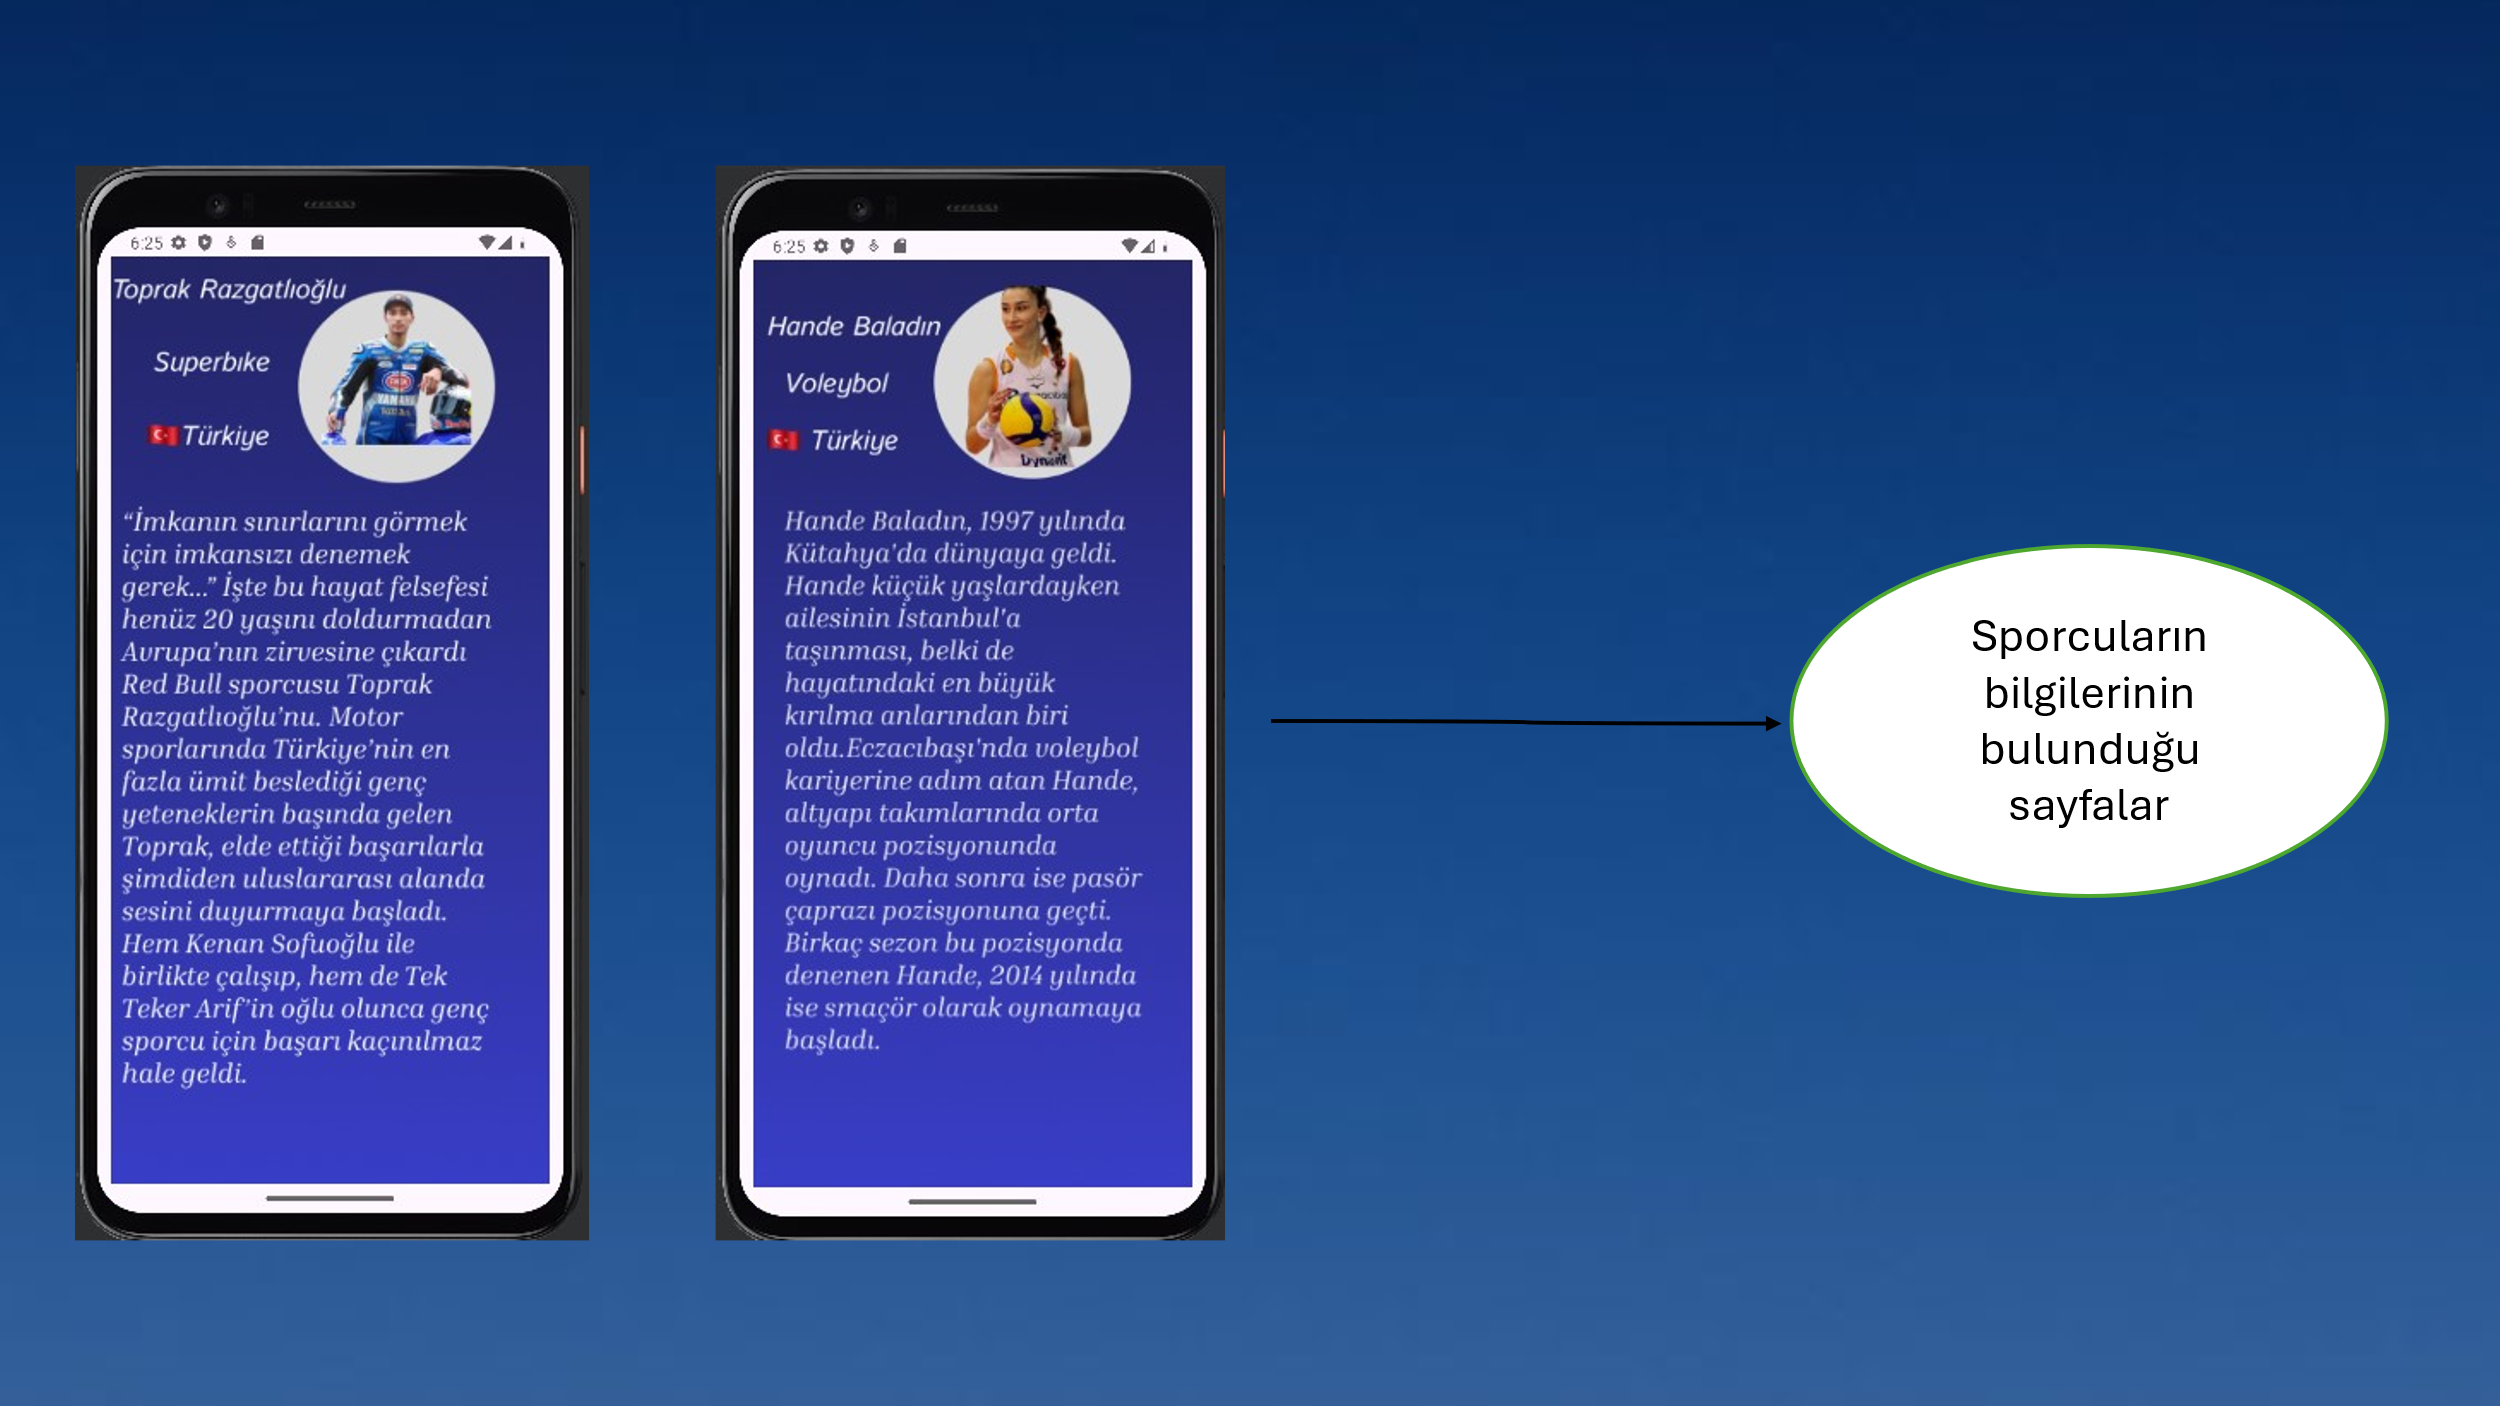 6:25
Toprak Razgatlıoğlu
Superbıke
Türkiye
“İmkanın sınırlarını görmek
için imkansızı denemek
gerek...” İşte bu hayat felsefesi
henüz 20 yaşını doldurmadan
Avrupa’nın zirvesine çıkardı
Red Bull sporcusu Toprak
Razgatlıoğlu’nu. Motor
sporlarında Türkiye’nin en
fazla ümit beslediği genç
yeteneklerin başında gelen
Toprak, elde ettiği başarılarla
şimdiden uluslararası alanda
sesini duyurmaya başladı.
Hem Kenan Sofuoğlu ile
birlikte çalışıp, hem de Tek
Teker Arif’in oğlu olunca genç
sporcu için başarı kaçınılmaz
hale geldi.
YAMAHA
6:25
Hande Baladın
Voleybol
Türkiye
Hande Baladın, 1997 yılında
Kütahya'da dünyaya geldi.
Hande küçük yaşlardayken
ailesinin İstanbul'a
taşınması, belki de
hayatındaki en büyük
kırılma anlarından biri
oldu.Eczacıbaşı'nda voleybol
kariyerine adım atan Hande,
altyapı takımlarında orta
oyuncu pozisyonunda
oynadı. Daha sonra ise pasör
çaprazı pozisyonuna geçti.
Birkaç sezon bu pozisyonda
denenen Hande, 2014 yılında
ise smaçör olarak oynamaya
başladı.
Sporcuların
bilgilerinin
bulunduğu
sayfalar